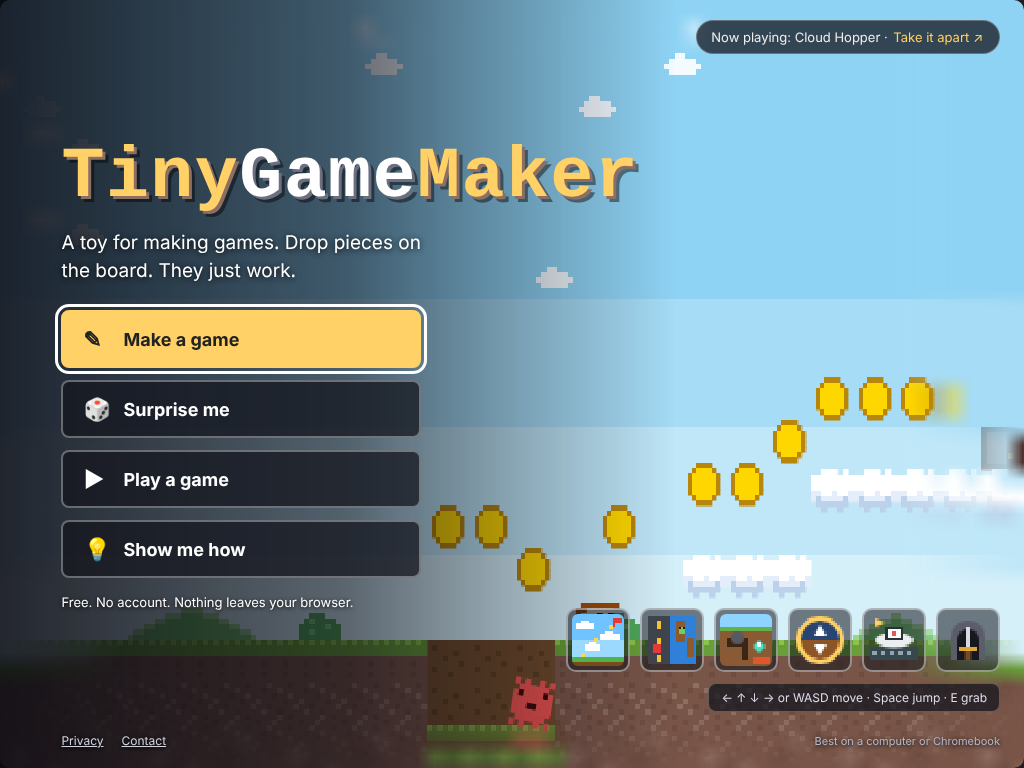 Now playing: Cloud Hopper · Take it apart ↗
TinyGameMaker
A toy for making games. Drop pieces on
the board. They just work.
✎ Make a game
🎲 Surprise me
▶ Play a game
💡 Show me how
Free. No account. Nothing leaves your browser.
← ↑ ↓ → or WASD move · Space jump · E grab
Privacy Contact
Best on a computer or Chromebook